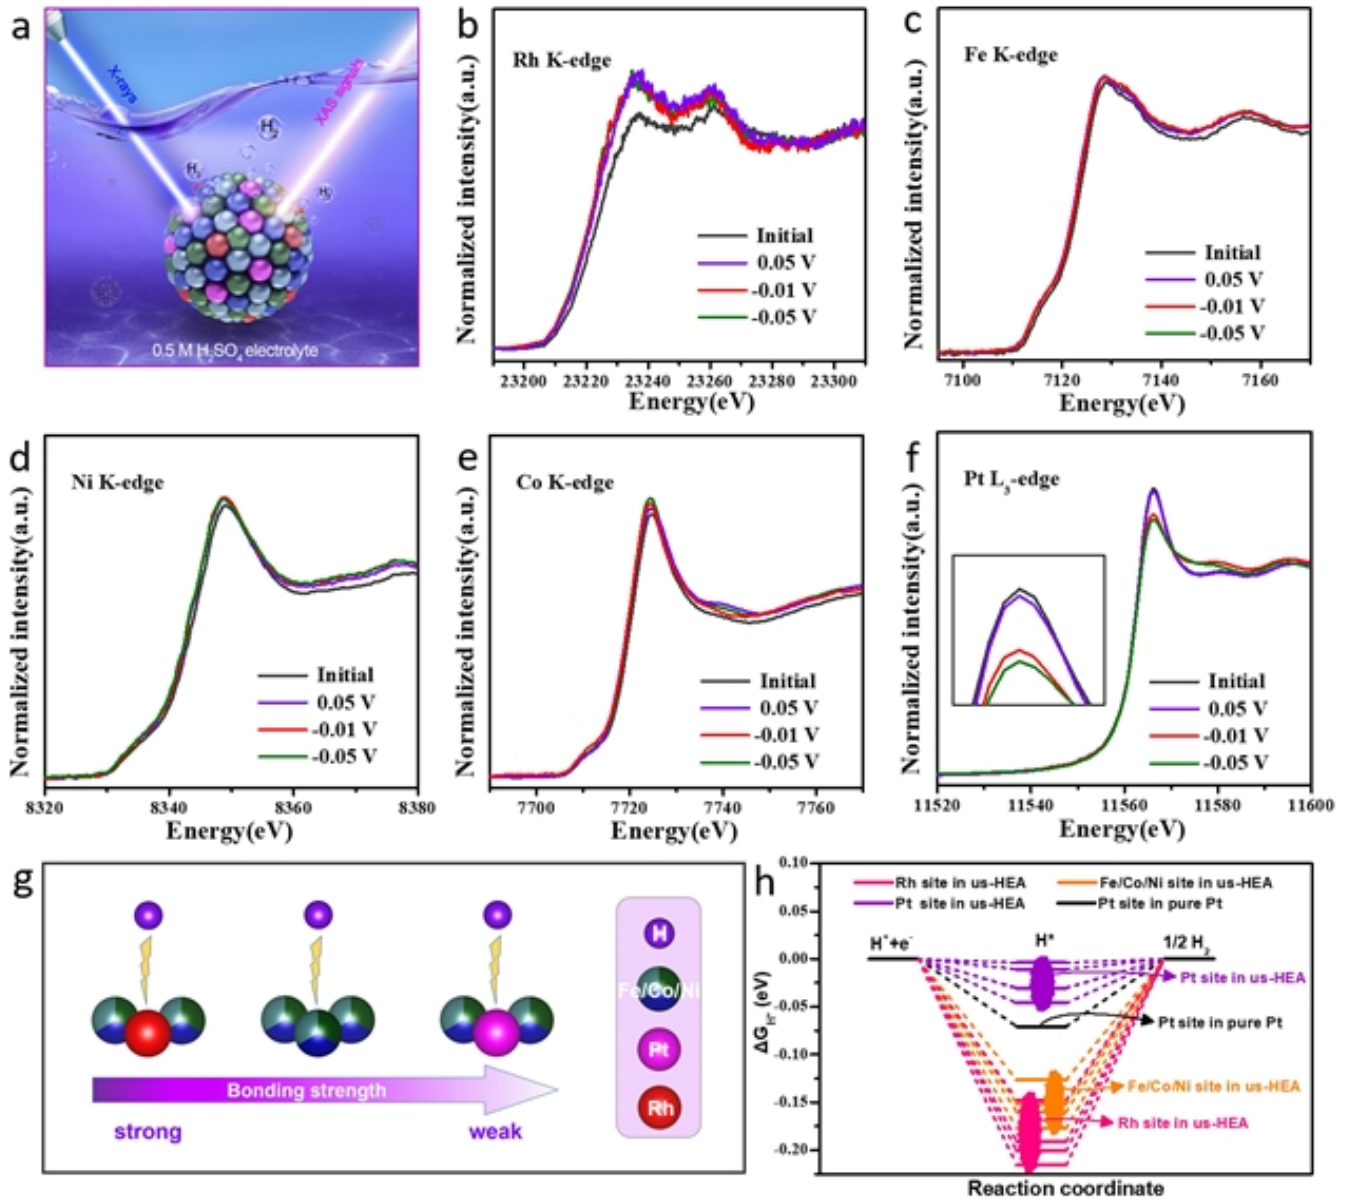 a
X-rays
XAS signals
H2
H2
H2
0.5 M H2SO4 electrolyte
b
Rh K-edge
Normalized intensity(a.u.)
Initial
0.05 V
-0.01 V
-0.05 V
23200 23220 23240 23260 23280 23300
Energy(eV)
c
Fe K-edge
Normalized intensity(a.u.)
Initial
0.05 V
-0.01 V
-0.05 V
7100 7120 7140 7160
Energy(eV)
d
Ni K-edge
Normalized intensity(a.u.)
Initial
0.05 V
-0.01 V
-0.05 V
8320 8340 8360 8380
Energy(eV)
e
Co K-edge
Normalized intensity(a.u.)
Initial
0.05 V
-0.01 V
-0.05 V
7700 7720 7740 7760
Energy(eV)
f
Pt L3-edge
Normalized intensity(a.u.)
Initial
0.05 V
-0.01 V
-0.05 V
11520 11540 11560 11580 11600
Energy(eV)
g
H
Fe/Co/Ni
Pt
Rh
Bonding strength
strong weak
h
Rh site in us-HEA Fe/Co/Ni site in us-HEA
Pt site in us-HEA Pt site in pure Pt
H++e- H* 1/2 H2
Pt site in us-HEA
Pt site in pure Pt
Fe/Co/Ni site in us-HEA
Rh site in us-HEA
0.10
0.05
0.00
-0.05
-0.10
-0.15
-0.20
ΔGH* (eV)
Reaction coordinate